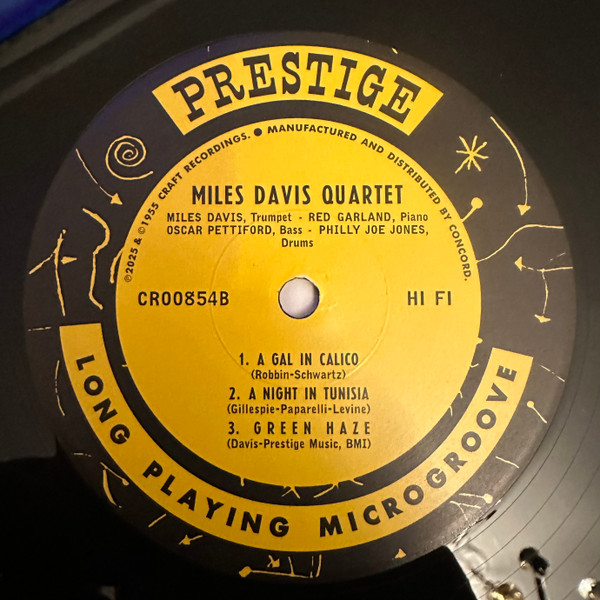 PRESTIGE
℗2025 & ©1955 CRAFT RECORDINGS. ● MANUFACTURED AND DISTRIBUTED BY CONCORD.
MILES DAVIS QUARTET
MILES DAVIS, Trumpet - RED GARLAND, Piano
OSCAR PETTIFORD, Bass - PHILLY JOE JONES,
Drums
CR00854B
HI FI
1. A GAL IN CALICO
(Robbin-Schwartz)
2. A NIGHT IN TUNISIA
(Gillespie-Paparelli-Levine)
3. GREEN HAZE
(Davis-Prestige Music, BMI)
LONG PLAYING MICROGROOVE